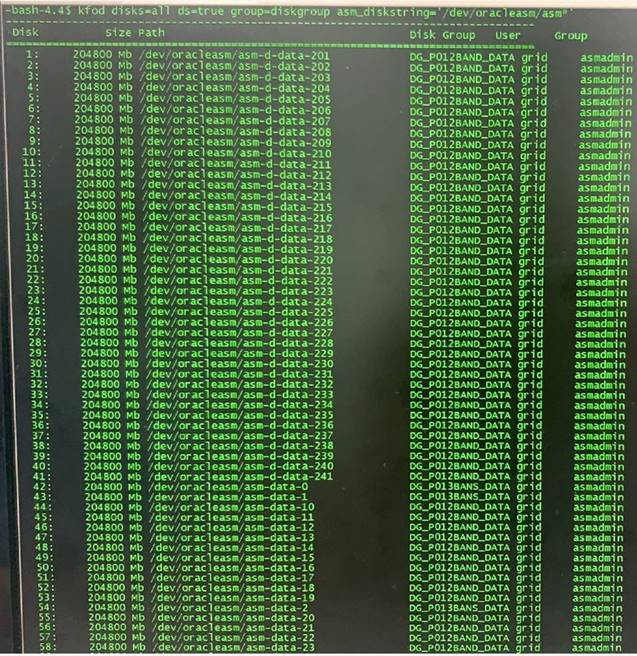 -bash-4.4$ kfod disks=all ds=true group=diskgroup asm_diskstring='/dev/oracleasm/asm*'
--------------------------------------------------------------------------------
Disk Size Path Disk Group User Group
================================================================================
1: 204800 Mb /dev/oracleasm/asm-d-data-201 DG_P012BAND_DATA grid asmadmin
2: 204800 Mb /dev/oracleasm/asm-d-data-202 DG_P012BAND_DATA grid asmadmin
3: 204800 Mb /dev/oracleasm/asm-d-data-203 DG_P012BAND_DATA grid asmadmin
4: 204800 Mb /dev/oracleasm/asm-d-data-204 DG_P012BAND_DATA grid asmadmin
5: 204800 Mb /dev/oracleasm/asm-d-data-205 DG_P012BAND_DATA grid asmadmin
6: 204800 Mb /dev/oracleasm/asm-d-data-206 DG_P012BAND_DATA grid asmadmin
7: 204800 Mb /dev/oracleasm/asm-d-data-207 DG_P012BAND_DATA grid asmadmin
8: 204800 Mb /dev/oracleasm/asm-d-data-208 DG_P012BAND_DATA grid asmadmin
9: 204800 Mb /dev/oracleasm/asm-d-data-209 DG_P012BAND_DATA grid asmadmin
10: 204800 Mb /dev/oracleasm/asm-d-data-210 DG_P012BAND_DATA grid asmadmin
11: 204800 Mb /dev/oracleasm/asm-d-data-211 DG_P012BAND_DATA grid asmadmin
12: 204800 Mb /dev/oracleasm/asm-d-data-212 DG_P012BAND_DATA grid asmadmin
13: 204800 Mb /dev/oracleasm/asm-d-data-213 DG_P012BAND_DATA grid asmadmin
14: 204800 Mb /dev/oracleasm/asm-d-data-214 DG_P012BAND_DATA grid asmadmin
15: 204800 Mb /dev/oracleasm/asm-d-data-215 DG_P012BAND_DATA grid asmadmin
16: 204800 Mb /dev/oracleasm/asm-d-data-216 DG_P012BAND_DATA grid asmadmin
17: 204800 Mb /dev/oracleasm/asm-d-data-217 DG_P012BAND_DATA grid asmadmin
18: 204800 Mb /dev/oracleasm/asm-d-data-218 DG_P012BAND_DATA grid asmadmin
19: 204800 Mb /dev/oracleasm/asm-d-data-219 DG_P012BAND_DATA grid asmadmin
20: 204800 Mb /dev/oracleasm/asm-d-data-220 DG_P012BAND_DATA grid asmadmin
21: 204800 Mb /dev/oracleasm/asm-d-data-221 DG_P012BAND_DATA grid asmadmin
22: 204800 Mb /dev/oracleasm/asm-d-data-222 DG_P012BAND_DATA grid asmadmin
23: 204800 Mb /dev/oracleasm/asm-d-data-223 DG_P012BAND_DATA grid asmadmin
24: 204800 Mb /dev/oracleasm/asm-d-data-224 DG_P012BAND_DATA grid asmadmin
25: 204800 Mb /dev/oracleasm/asm-d-data-225 DG_P012BAND_DATA grid asmadmin
26: 204800 Mb /dev/oracleasm/asm-d-data-226 DG_P012BAND_DATA grid asmadmin
27: 204800 Mb /dev/oracleasm/asm-d-data-227 DG_P012BAND_DATA grid asmadmin
28: 204800 Mb /dev/oracleasm/asm-d-data-228 DG_P012BAND_DATA grid asmadmin
29: 204800 Mb /dev/oracleasm/asm-d-data-229 DG_P012BAND_DATA grid asmadmin
30: 204800 Mb /dev/oracleasm/asm-d-data-230 DG_P012BAND_DATA grid asmadmin
31: 204800 Mb /dev/oracleasm/asm-d-data-231 DG_P012BAND_DATA grid asmadmin
32: 204800 Mb /dev/oracleasm/asm-d-data-232 DG_P012BAND_DATA grid asmadmin
33: 204800 Mb /dev/oracleasm/asm-d-data-233 DG_P012BAND_DATA grid asmadmin
34: 204800 Mb /dev/oracleasm/asm-d-data-234 DG_P012BAND_DATA grid asmadmin
35: 204800 Mb /dev/oracleasm/asm-d-data-235 DG_P012BAND_DATA grid asmadmin
36: 204800 Mb /dev/oracleasm/asm-d-data-236 DG_P012BAND_DATA grid asmadmin
37: 204800 Mb /dev/oracleasm/asm-d-data-237 DG_P012BAND_DATA grid asmadmin
38: 204800 Mb /dev/oracleasm/asm-d-data-238 DG_P012BAND_DATA grid asmadmin
39: 204800 Mb /dev/oracleasm/asm-d-data-239 DG_P012BAND_DATA grid asmadmin
40: 204800 Mb /dev/oracleasm/asm-d-data-240 DG_P012BAND_DATA grid asmadmin
41: 204800 Mb /dev/oracleasm/asm-d-data-241 DG_P012BAND_DATA grid asmadmin
42: 204800 Mb /dev/oracleasm/asm-data-0 DG_P013BANS_DATA grid asmadmin
43: 204800 Mb /dev/oracleasm/asm-data-1 DG_P013BANS_DATA grid asmadmin
44: 204800 Mb /dev/oracleasm/asm-data-10 DG_P012BAND_DATA grid asmadmin
45: 204800 Mb /dev/oracleasm/asm-data-11 DG_P012BAND_DATA grid asmadmin
46: 204800 Mb /dev/oracleasm/asm-data-12 DG_P012BAND_DATA grid asmadmin
47: 204800 Mb /dev/oracleasm/asm-data-13 DG_P012BAND_DATA grid asmadmin
48: 204800 Mb /dev/oracleasm/asm-data-14 DG_P012BAND_DATA grid asmadmin
49: 204800 Mb /dev/oracleasm/asm-data-15 DG_P012BAND_DATA grid asmadmin
50: 204800 Mb /dev/oracleasm/asm-data-16 DG_P012BAND_DATA grid asmadmin
51: 204800 Mb /dev/oracleasm/asm-data-17 DG_P012BAND_DATA grid asmadmin
52: 204800 Mb /dev/oracleasm/asm-data-18 DG_P012BAND_DATA grid asmadmin
53: 204800 Mb /dev/oracleasm/asm-data-19 DG_P012BAND_DATA grid asmadmin
54: 204800 Mb /dev/oracleasm/asm-data-2 DG_P013BANS_DATA grid asmadmin
55: 204800 Mb /dev/oracleasm/asm-data-20 DG_P012BAND_DATA grid asmadmin
56: 204800 Mb /dev/oracleasm/asm-data-21 DG_P012BAND_DATA grid asmadmin
57: 204800 Mb /dev/oracleasm/asm-data-22 DG_P012BAND_DATA grid asmadmin
58: 204800 Mb /dev/oracleasm/asm-data-23 DG_P012BAND_DATA grid asmadmin